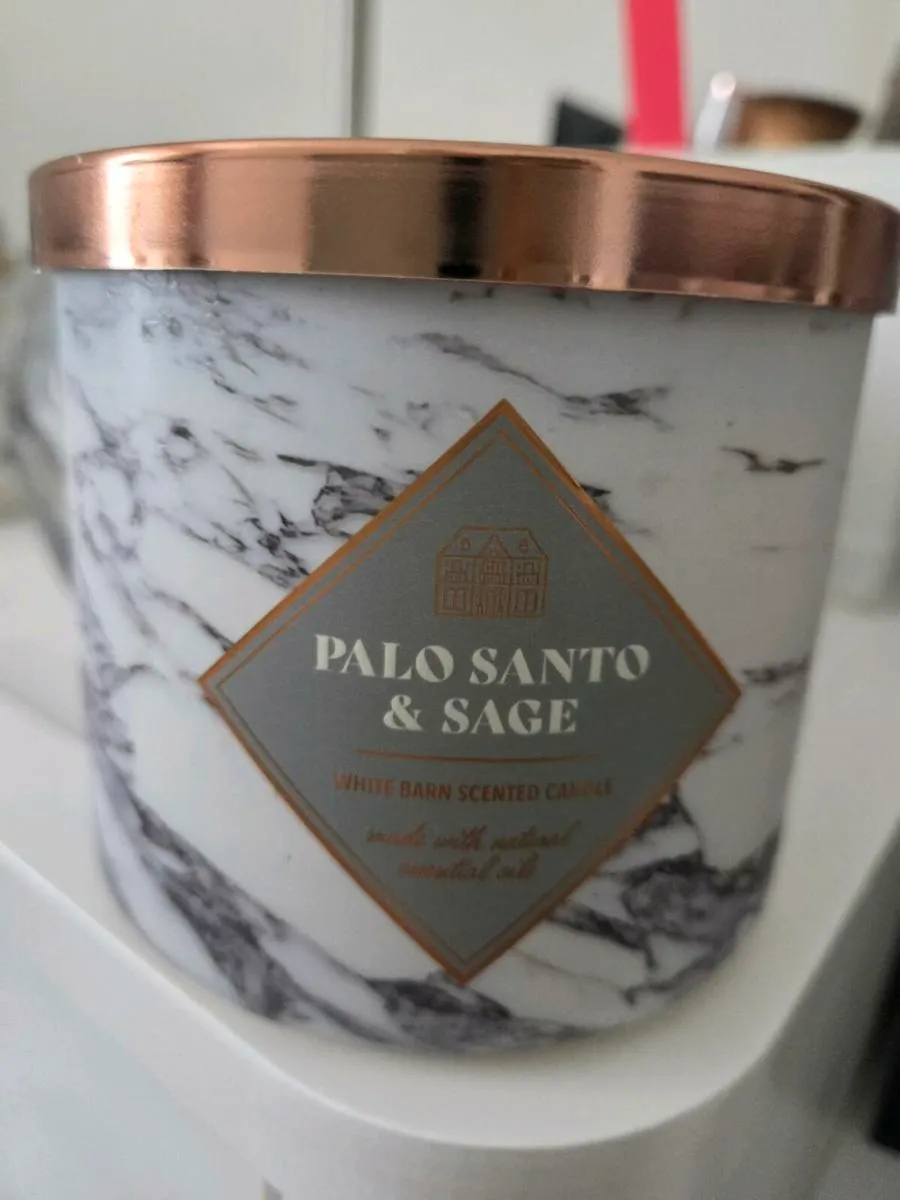 PALO SANTO
& SAGE
WHITE BARN SCENTED CANDLE
made with natural
essential oils